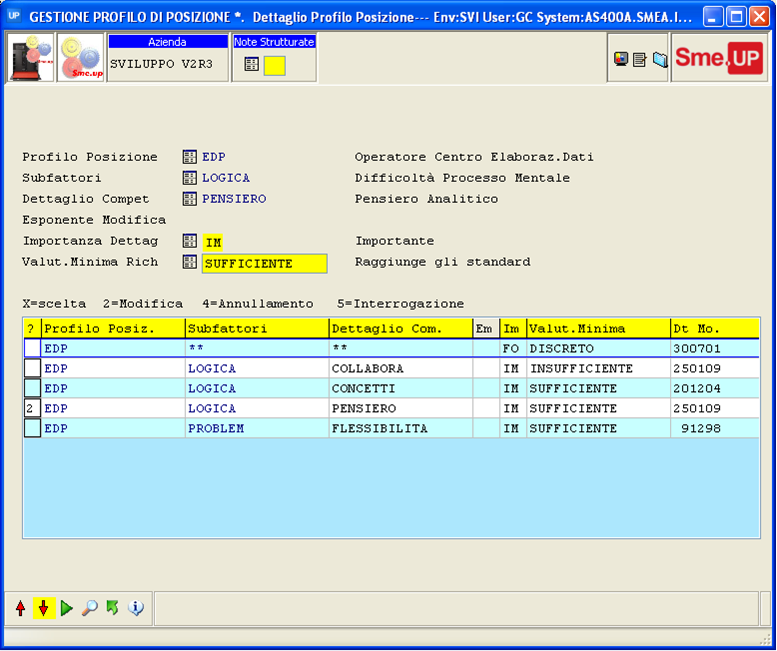 UP GESTIONE PROFILO DI POSIZIONE *. Dettaglio Profilo Posizione--- Env:SVI User:GC System:AS400A.SMEA.I...
Sme.up
Azienda
SVILUPPO V2R3
Note Strutturate
Sme.UP
Profilo Posizione EDP Operatore Centro Elaboraz.Dati
Subfattori LOGICA Difficoltà Processo Mentale
Dettaglio Compet PENSIERO Pensiero Analitico
Esponente Modifica
Importanza Dettag IM Importante
Valut.Minima Rich SUFFICIENTE Raggiunge gli standard
X=scelta 2=Modifica 4=Annullamento 5=Interrogazione
? Profilo Posiz. Subfattori Dettaglio Com. Em Im Valut.Minima Dt Mo.
EDP ** ** FO DISCRETO 300701
EDP LOGICA COLLABORA IM INSUFFICIENTE 250109
EDP LOGICA CONCETTI IM SUFFICIENTE 201204
2 EDP LOGICA PENSIERO IM SUFFICIENTE 250109
EDP PROBLEM FLESSIBILITA IM SUFFICIENTE 91298